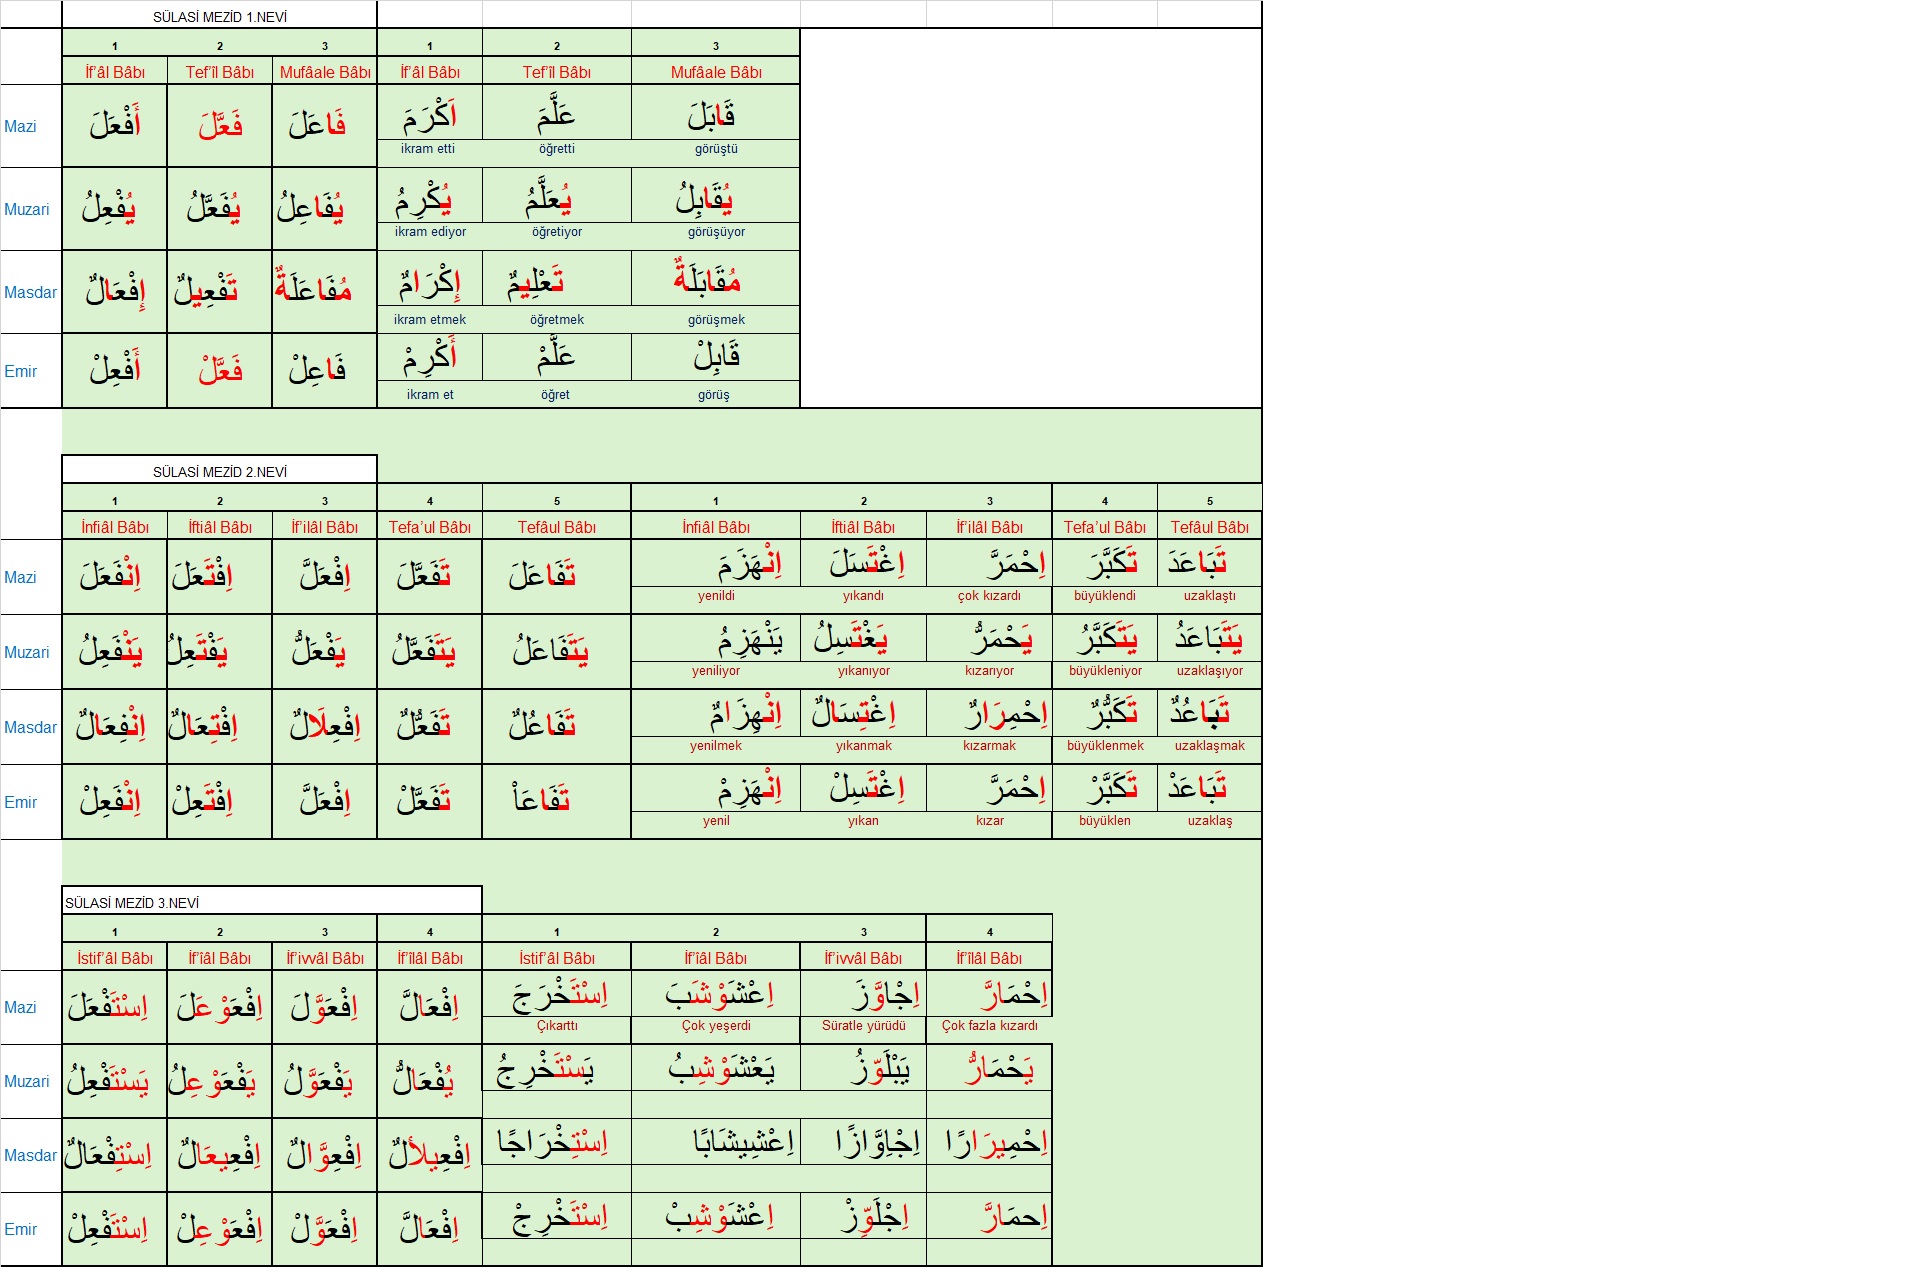 SÜLASİ MEZİD 1.NEVİ
1 2 3 1 2 3
İf’âl Bâbı Tef’îl Bâbı Mufâale Bâbı İf’âl Bâbı Tef’îl Bâbı Mufâale Bâbı
Mazi أَفْعَلَ فَعَّلَ فَاعَلَ اَكْرَمَ عَلَّمَ قَابَلَ
ikram etti öğretti görüştü
Muzari يُفْعِلُ يُفَعَّلُ يُفَاعِلُ يُكْرِمُ يُعَلَّمُ يُقَابِلُ
ikram ediyor öğretiyor görüşüyor
Masdar إِفْعَالٌ تَفْعِيلٌ مُفَاعَلَةٌ إِكْرَامٌ تَعْلِيمٌ مُقَابَلَةٌ
ikram etmek öğretmek görüşmek
Emir أَفْعِلْ فَعَّلْ فَاعِلْ أَكْرِمْ عَلَّمْ قَابِلْ
ikram et öğret görüş
SÜLASİ MEZİD 2.NEVİ
1 2 3 4 5 1 2 3 4 5
İnfiâl Bâbı İftiâl Bâbı İf’ilâl Bâbı Tefa’ul Bâbı Tefâul Bâbı İnfiâl Bâbı İftiâl Bâbı İf’ilâl Bâbı Tefa’ul Bâbı Tefâul Bâbı
Mazi اِنْفَعَلَ اِفْتَعَلَ اِفْعَلَّ تَفَعَّلَ تَفَاعَلَ اِنْهَزَمَ اِغْتَسَلَ اِحْمَرَّ تَكَبَّرَ تَبَاعَدَ
yenildi yıkandı çok kızardı büyüklendi uzaklaştı
Muzari يَنْفَعِلُ يَفْتَعِلُ يَفْعَلُّ يَتَفَعَّلُ يَتَفَاعَلُ يَنْهَزِمُ يَغْتَسِلُ يَحْمَرُّ يَتَكَبَّرُ يَتَبَاعَدُ
yeniliyor yıkanıyor kızarıyor büyükleniyor uzaklaşıyor
Masdar اِنْفِعَالٌ اِفْتِعَالٌ اِفْعِلَالٌ تَفَعُّلٌ تَفَاعُلٌ اِنْهِزَامٌ اِغْتِسَالٌ اِحْمِرَارٌ تَكَبُّرٌ تَبَاعُدٌ
yenilmek yıkanmak kızarmak büyüklenmek uzaklaşmak
Emir اِنْفَعِلْ اِفْتَعِلْ اِفْعَلَّ تَفَعَّلْ تَفَاعَاْ اِنْهَزِمْ اِغْتَسِلْ اِحْمَرَّ تَكَبَّرْ تَبَاعَدْ
yenil yıkan kızar büyüklen uzaklaş
SÜLASİ MEZİD 3.NEVİ
1 2 3 4 1 2 3 4
İstif’âl Bâbı İf’îâl Bâbı İf’ivvâl Bâbı İf’îlâl Bâbı İstif’âl Bâbı İf’îâl Bâbı İf’ivvâl Bâbı İf’îlâl Bâbı
Mazi اِسْتَفْعَلَ اِفْعَوْعَلَ اِفْعَوَّلَ اِفْعَالَّ اِسْتَخْرَجَ اِعْشَوْشَبَ اِجْاوَّزَ اِحْمَارَّ
Çıkarttı Çok yeşerdi Süratle yürüdü Çok fazla kızardı
Muzari يَسْتَفْعِلُ يَفْعَوْعِلُ يَفْعَوَّلُ يُفْعَالُّ يَسْتَخْرِجُ يَعْشَوْشِبُ يَبْلَوّزُ يَحْمَارُّ
Masdar اِسْتِفْعَالٌ اِفْعِيعَالٌ اِفْعِوَّالٌ اِفْعِيلألٌ اِسْتِخْرَاجًا اِعْشِيشَابًا اِجْاِوَّازًا اِحْمِيرَارًا
Emir اِسْتَفْعِلْ اِفْعَوْعِلْ اِفْعَوَّلْ اِفْعَالَّ اِسْتَخْرِجْ اِعْشَوْشِبْ اِجْلَوِّزْ اِحمَارَّ